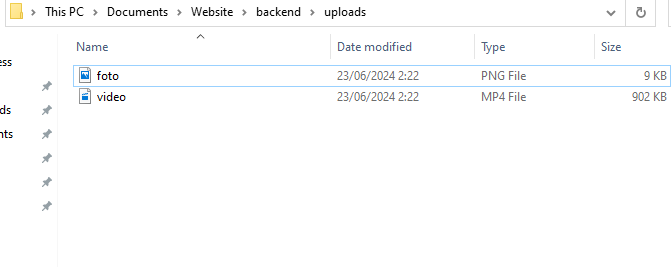 This PC > Documents > Website > backend > uploads
Name Date modified Type Size
ess
foto 23/06/2024 2:22 PNG File 9 KB
video 23/06/2024 2:22 MP4 File 902 KB
ds
nts